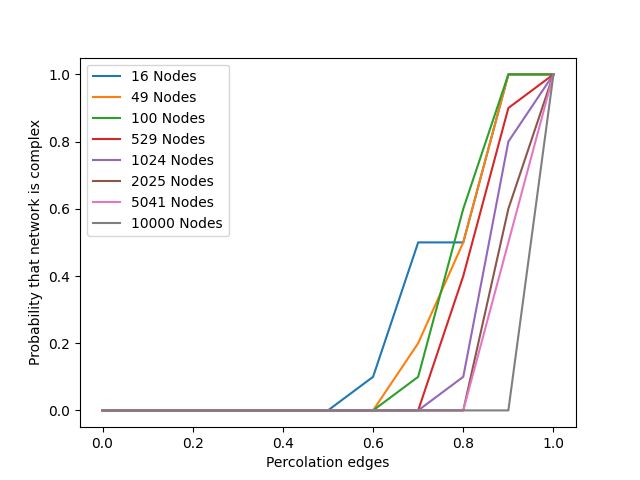 1.0
0.8
0.6
0.4
0.2
0.0
Probability that network is complex
16 Nodes
49 Nodes
100 Nodes
529 Nodes
1024 Nodes
2025 Nodes
5041 Nodes
10000 Nodes
0.0 0.2 0.4 0.6 0.8 1.0
Percolation edges